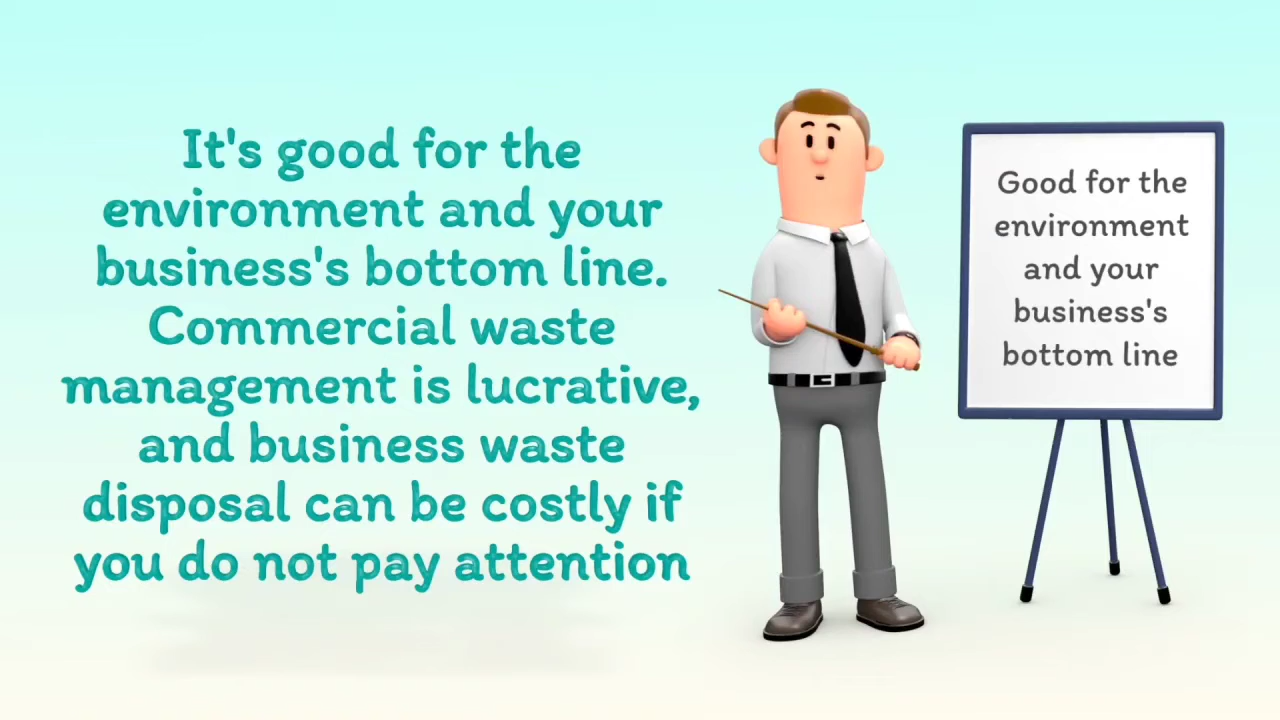 It's good for the
environment and your
business's bottom line.
Commercial waste
management is lucrative,
and business waste
disposal can be costly if
you do not pay attention
Good for the
environment
and your
business's
bottom line